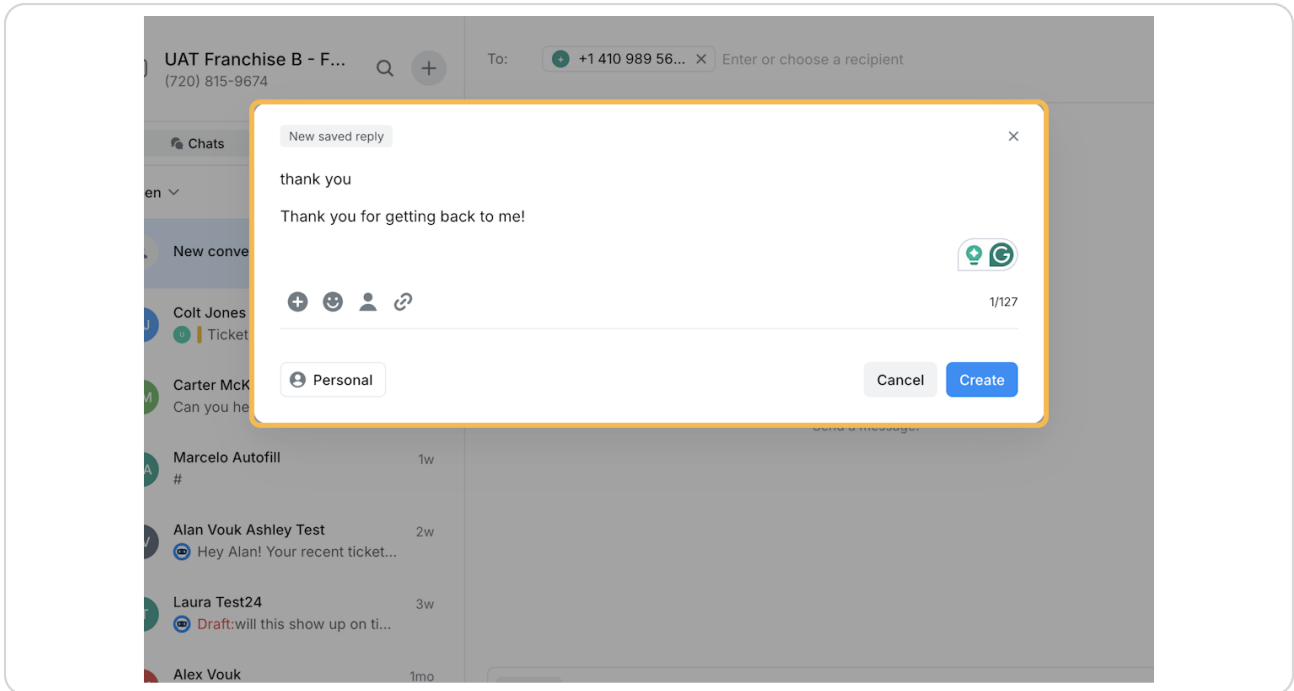 UAT Franchise B - F...
(720) 815-9674
To:
+1 410 989 56...
Enter or choose a recipient
Chats
en
New saved reply
thank you
Thank you for getting back to me!
1/127
Personal
Cancel
Create
New conve
Colt Jones
U
Ticket
Carter McK
Can you he
Send a message.
Marcelo Autofill
1w
#
Alan Vouk Ashley Test
2w
Hey Alan! Your recent ticket...
Laura Test24
3w
Draft:will this show up on ti...
Alex Vouk
1mo